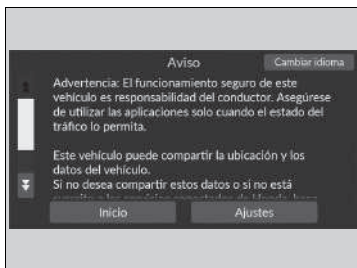 Aviso
Cambiar idioma
Advertencia: El funcionamiento seguro de este
vehículo es responsabilidad del conductor. Asegúrese
de utilizar las aplicaciones solo cuando el estado del
tráfico lo permita.
Este vehículo puede compartir la ubicación y los
datos del vehículo.
Si no desea compartir estos datos o si no está
Inicio
Ajustes